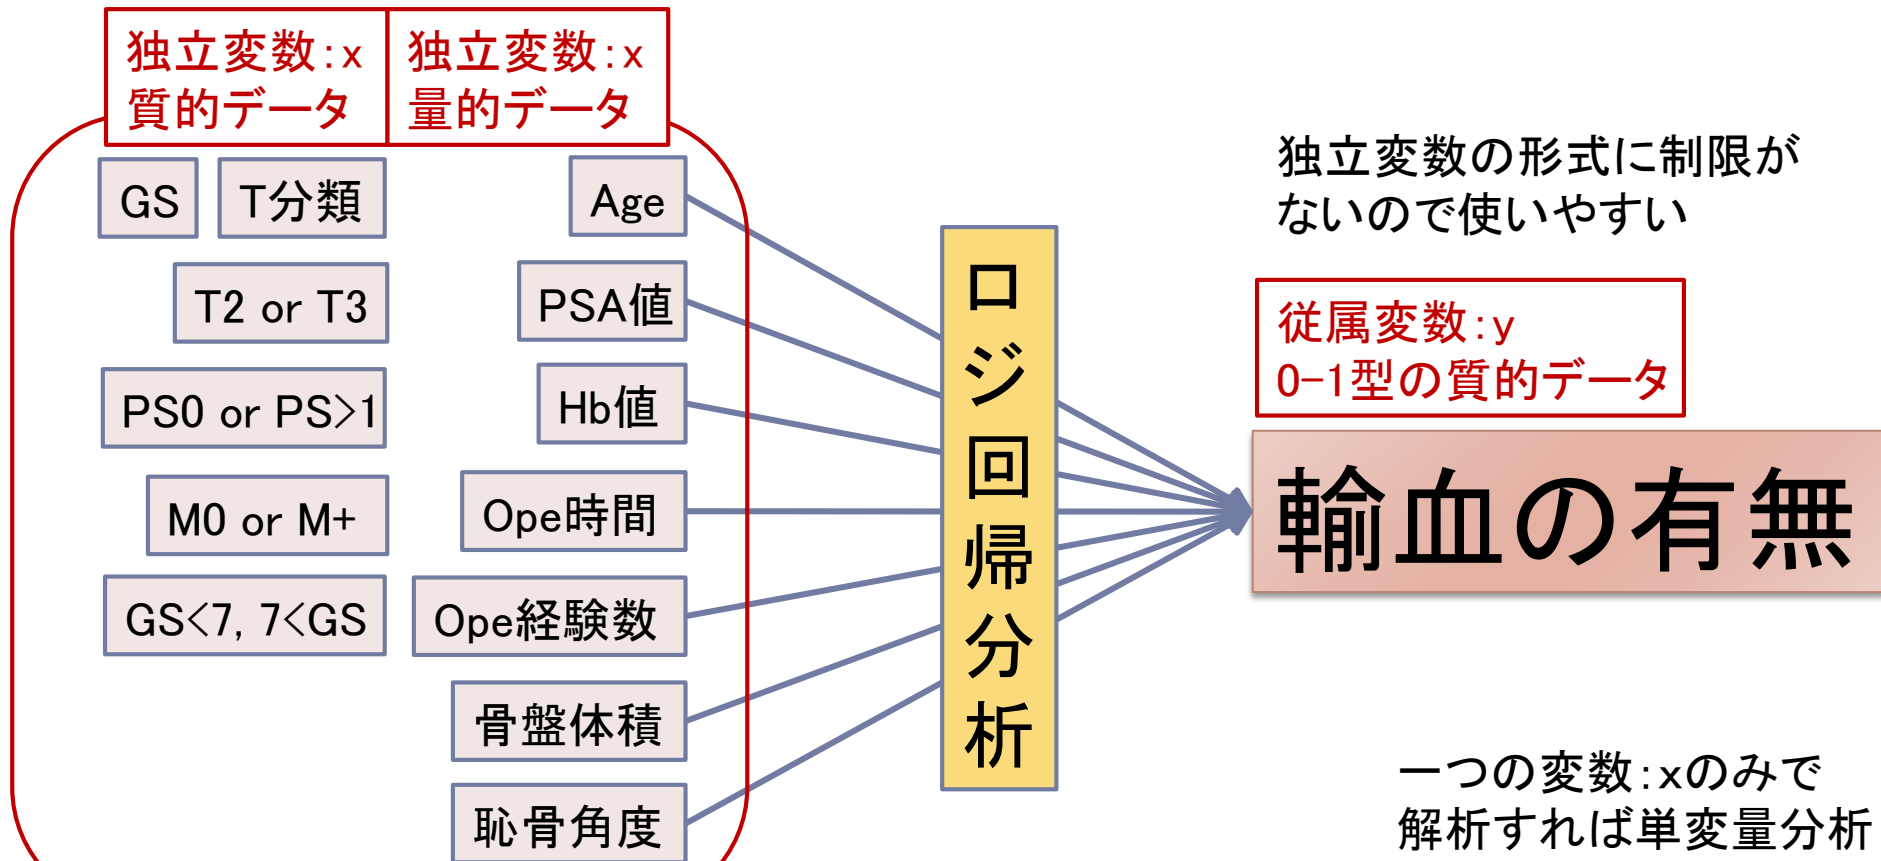 独立変数:x
質的データ
独立変数:x
量的データ
GS
T分類
Age
T2 or T3
PSA値
PS0 or PS>1
Hb値
M0 or M+
Ope時間
GS<7, 7<GS
Ope経験数
骨盤体積
恥骨角度
ロジ回帰分析
独立変数の形式に制限が
ないので使いやすい
従属変数:y
0-1型の質的データ
輸血の有無
一つの変数:xのみで
解析すれば単変量分析